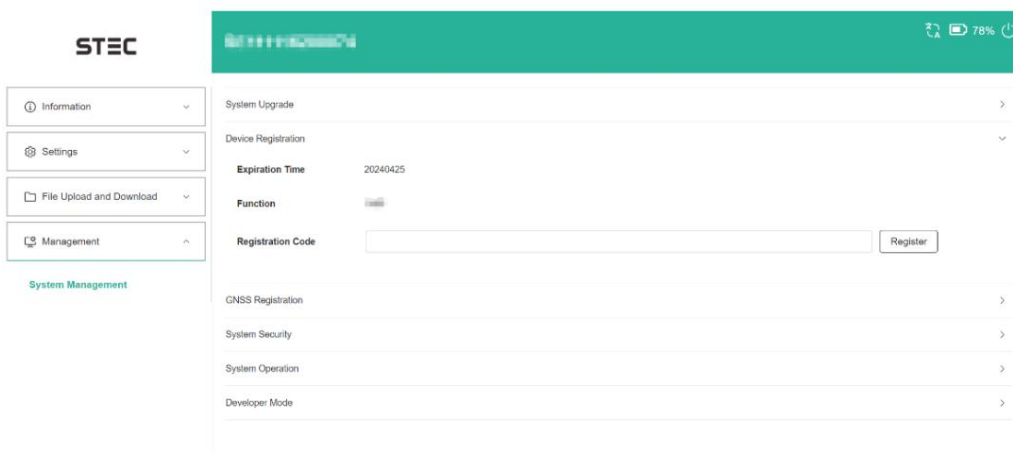 STEC
78%
Information
Settings
File Upload and Download
Management
System Management
System Upgrade
Device Registration
Expiration Time 20240425
Function
Registration Code Register
GNSS Registration
System Security
System Operation
Developer Mode